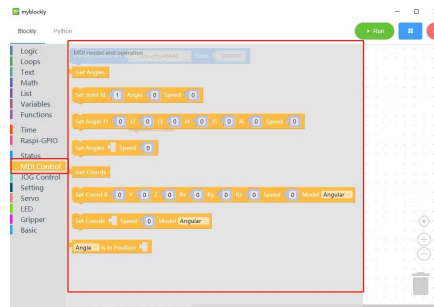 myblockly
Blockly Python
Run
Logic
Loops
Text
Math
List
Variables
Functions
Time
Raspi-GPIO
Status
MDI Control
JOG Control
Setting
Servo
LED
Gripper
Basic
MDI model and operation
Set Angles
Set Joint Id 1 Angle 0 Speed 0
Set Angle J1 0 J2 0 J3 0 J4 0 J5 0 J6 0 Speed 0
Set Angles Speed 0
Get Coords
Set Coord X 0 Y 0 Z 0 Rx 0 Ry 0 Rz 0 Speed 0 Model Angular
Set Coords Speed 0 Model Angular
Angle Is in Position